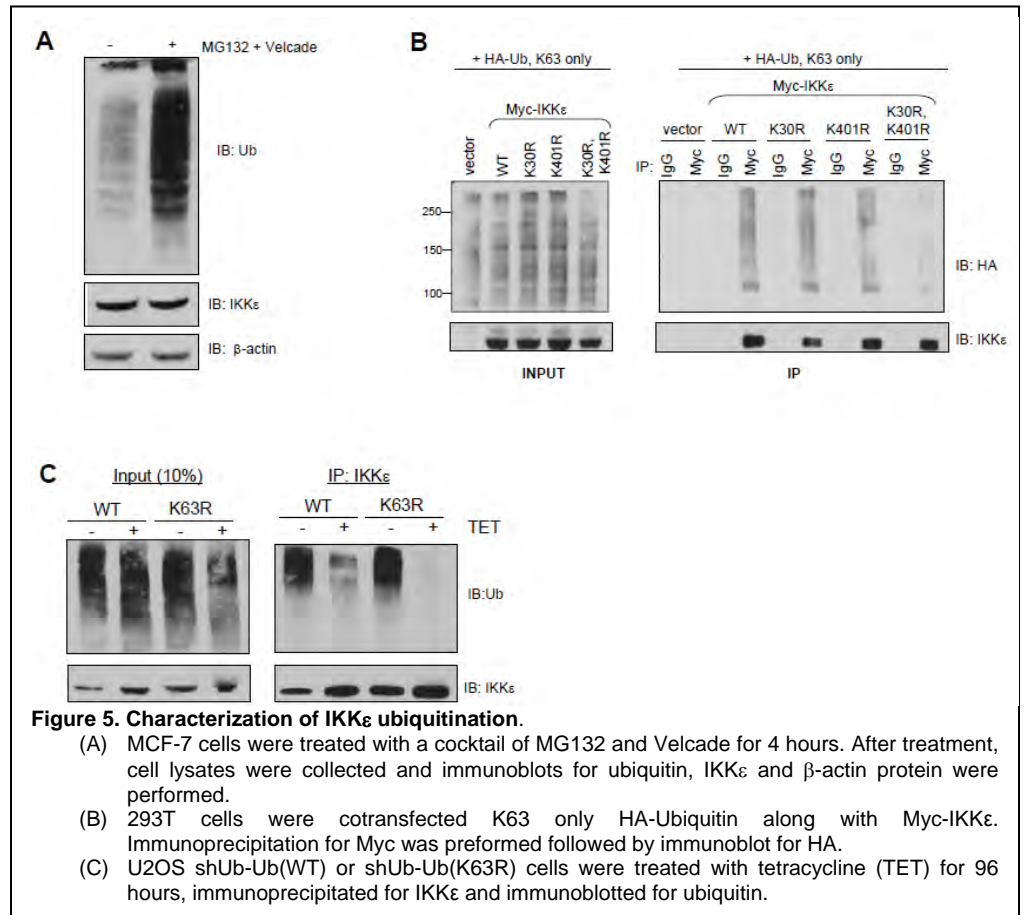 A
- + MG132 + Velcade
IB: Ub
IB: IKKε
IB: β-actin
B
+ HA-Ub, K63 only
Myc-IKKε
vector
WT
K30R
K401R
K30R,
K401R
250
150
100
INPUT
+ HA-Ub, K63 only
Myc-IKKε
vector WT K30R K401R K30R,
K401R
IP: IgG Myc IgG Myc IgG Myc IgG Myc IgG Myc
IB: HA
IB: IKKε
IP
C
Input (10%) IP: IKKε
WT K63R WT K63R
- + - + - + - + TET
IB:Ub
IB: IKKε
Figure 5. Characterization of IKKε ubiquitination.
(A) MCF-7 cells were treated with a cocktail of MG132 and Velcade for 4 hours. After treatment,
cell lysates were collected and immunoblots for ubiquitin, IKKε and β-actin protein were
performed.
(B) 293T cells were cotransfected K63 only HA-Ubiquitin along with Myc-IKKε.
Immunoprecipitation for Myc was preformed followed by immunoblot for HA.
(C) U2OS shUb-Ub(WT) or shUb-Ub(K63R) cells were treated with tetracycline (TET) for 96
hours, immunoprecipitated for IKKε and immunoblotted for ubiquitin.